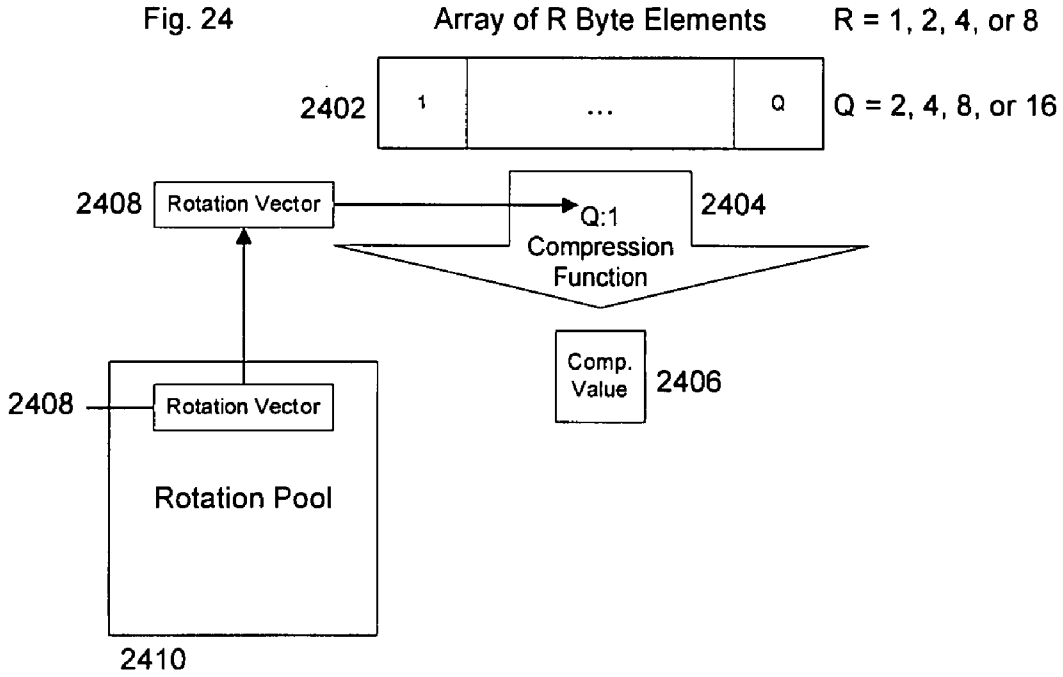 Fig. 24 Array of R Byte Elements R = 1, 2, 4, or 8
2402 1 ... Q Q = 2, 4, 8, or 16
2408 Rotation Vector Q:1 2404
Compression
Function
Comp.
Value 2406
2408 Rotation Vector
Rotation Pool
2410